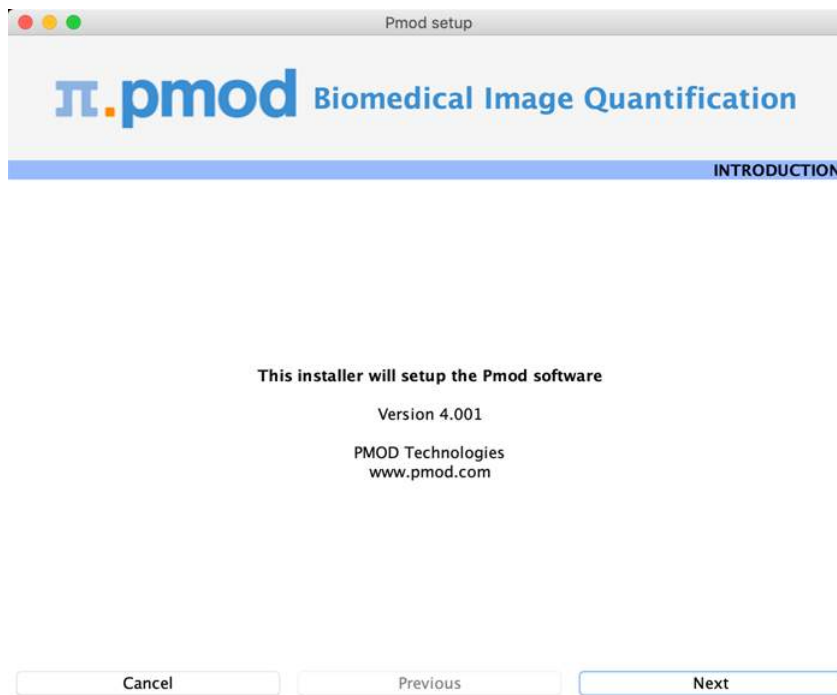 Pmod setup
π.pmod Biomedical Image Quantification
INTRODUCTION
This installer will setup the Pmod software
Version 4.001
PMOD Technologies
www.pmod.com
Cancel Previous Next